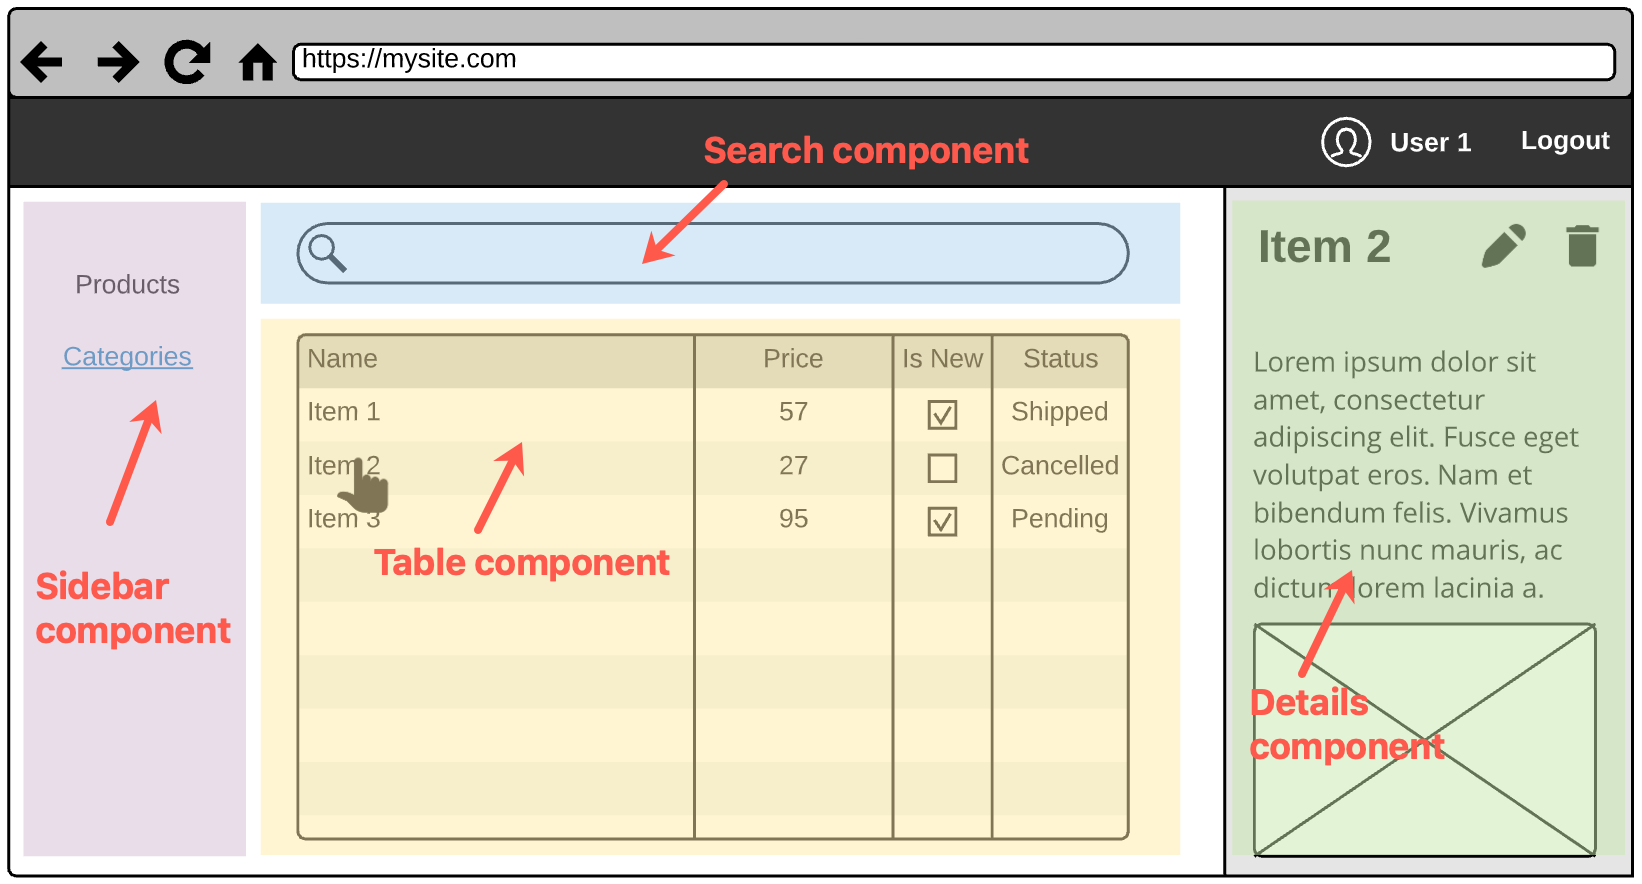 https://mysite.com
Search component
User 1
Logout
Products
Categories
Sidebar
component
Name Price Is New Status
Item 1 57 Shipped
Item 2 27 Cancelled
Item 3 95 Pending
Table component
Item 2
Lorem ipsum dolor sit
amet, consectetur
adipiscing elit. Fusce eget
volutpat eros. Nam et
bibendum felis. Vivamus
lobortis nunc mauris, ac
dictum lorem lacinia a.
Details
component